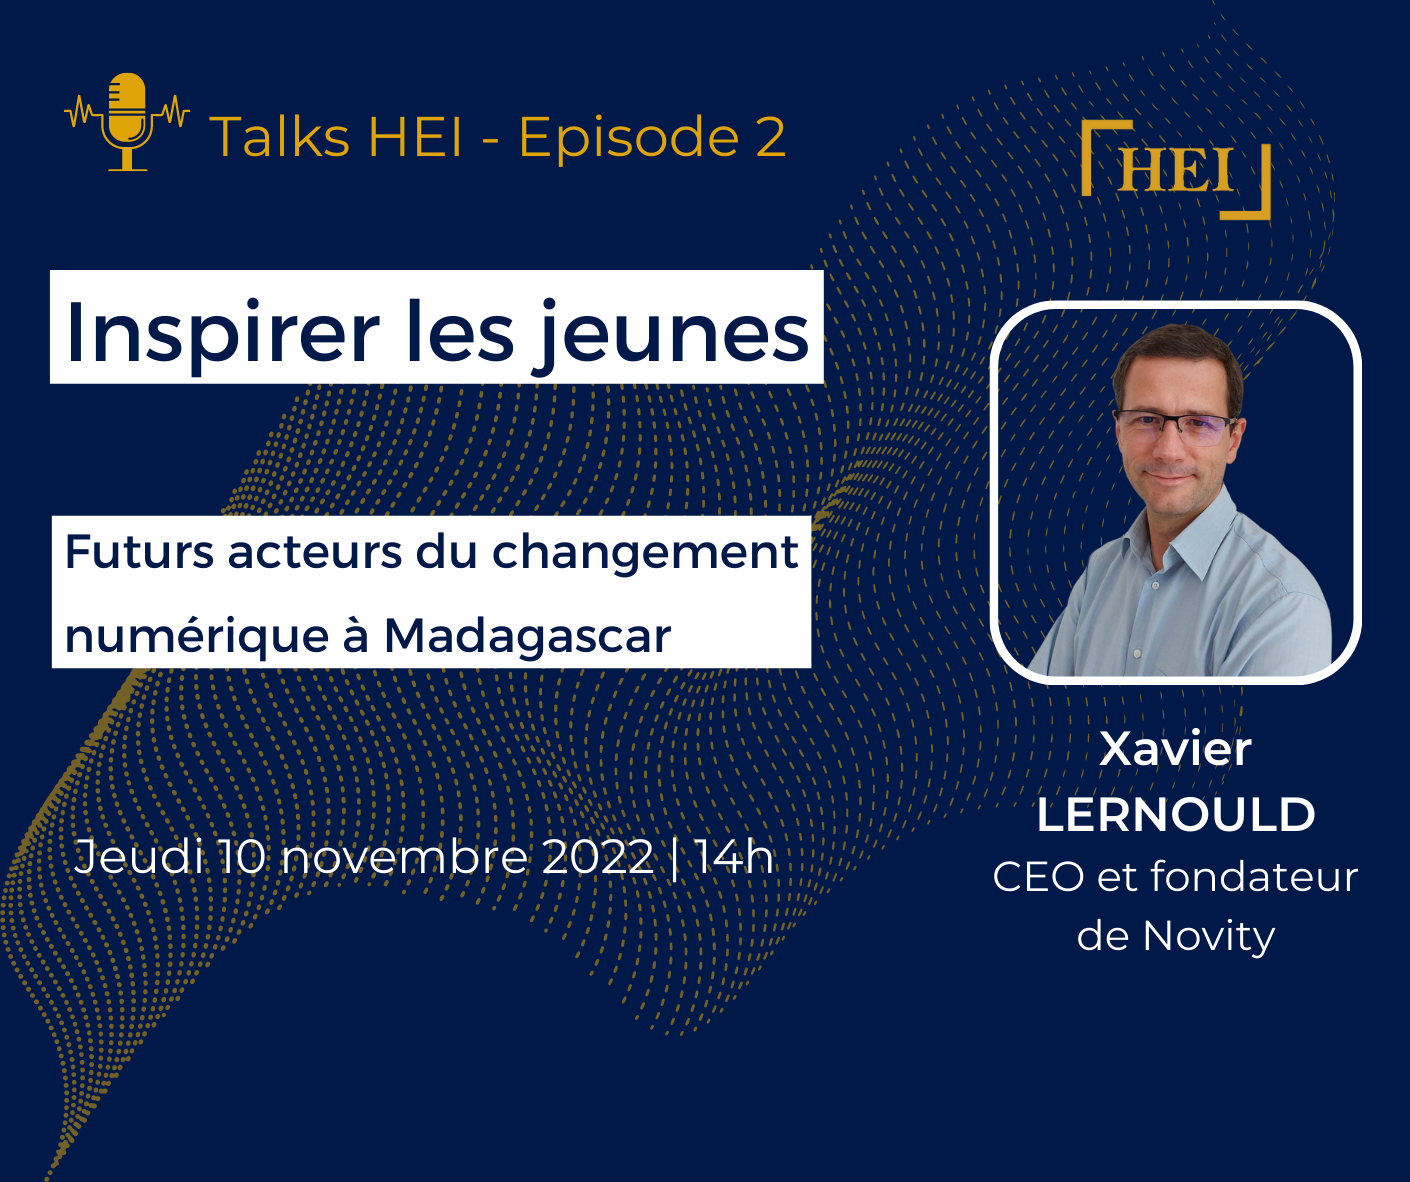 Talks HEI - Episode 2
HEI
Inspirer les jeunes
Futurs acteurs du changement
numérique à Madagascar
Jeudi 10 novembre 2022 | 14h
Xavier
LERNOULD
CEO et fondateur
de Novity